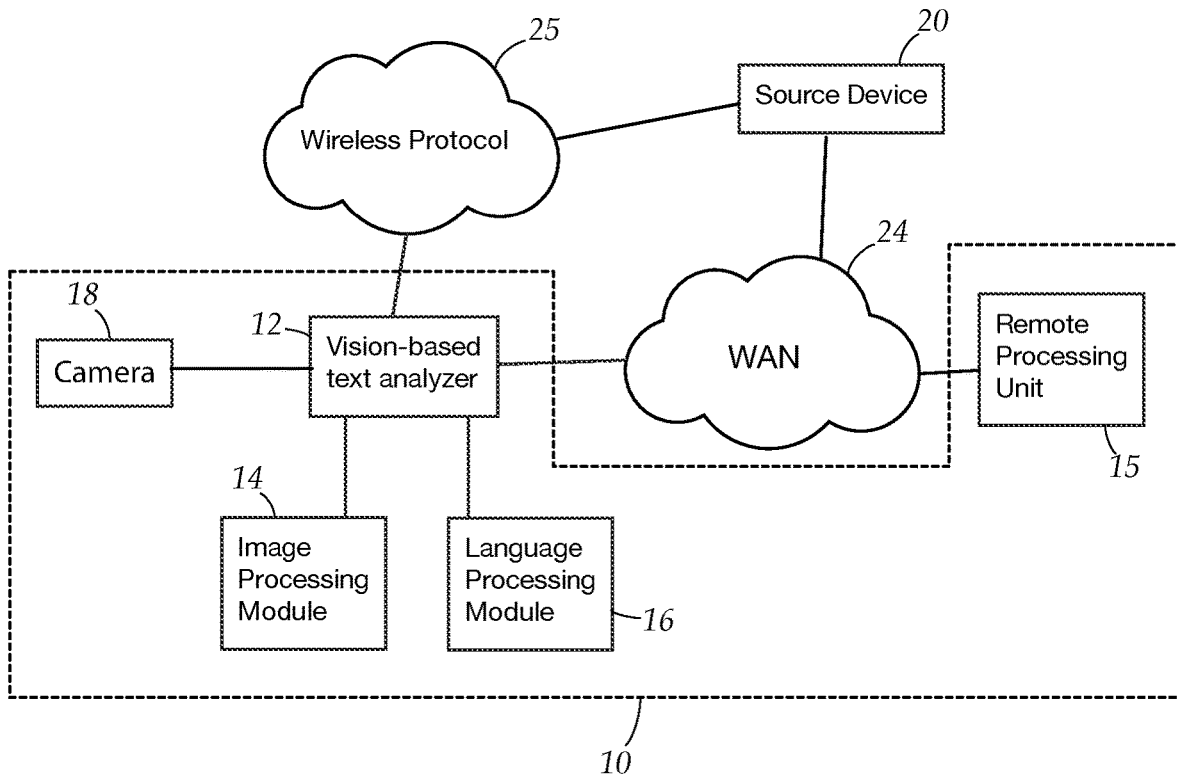 25
20
Source Device
Wireless Protocol
24
18
12
Remote
Processing
Unit
Vision-based
text analyzer
WAN
Camera
15
14
Image
Processing
Module
Language
Processing
Module
16
10